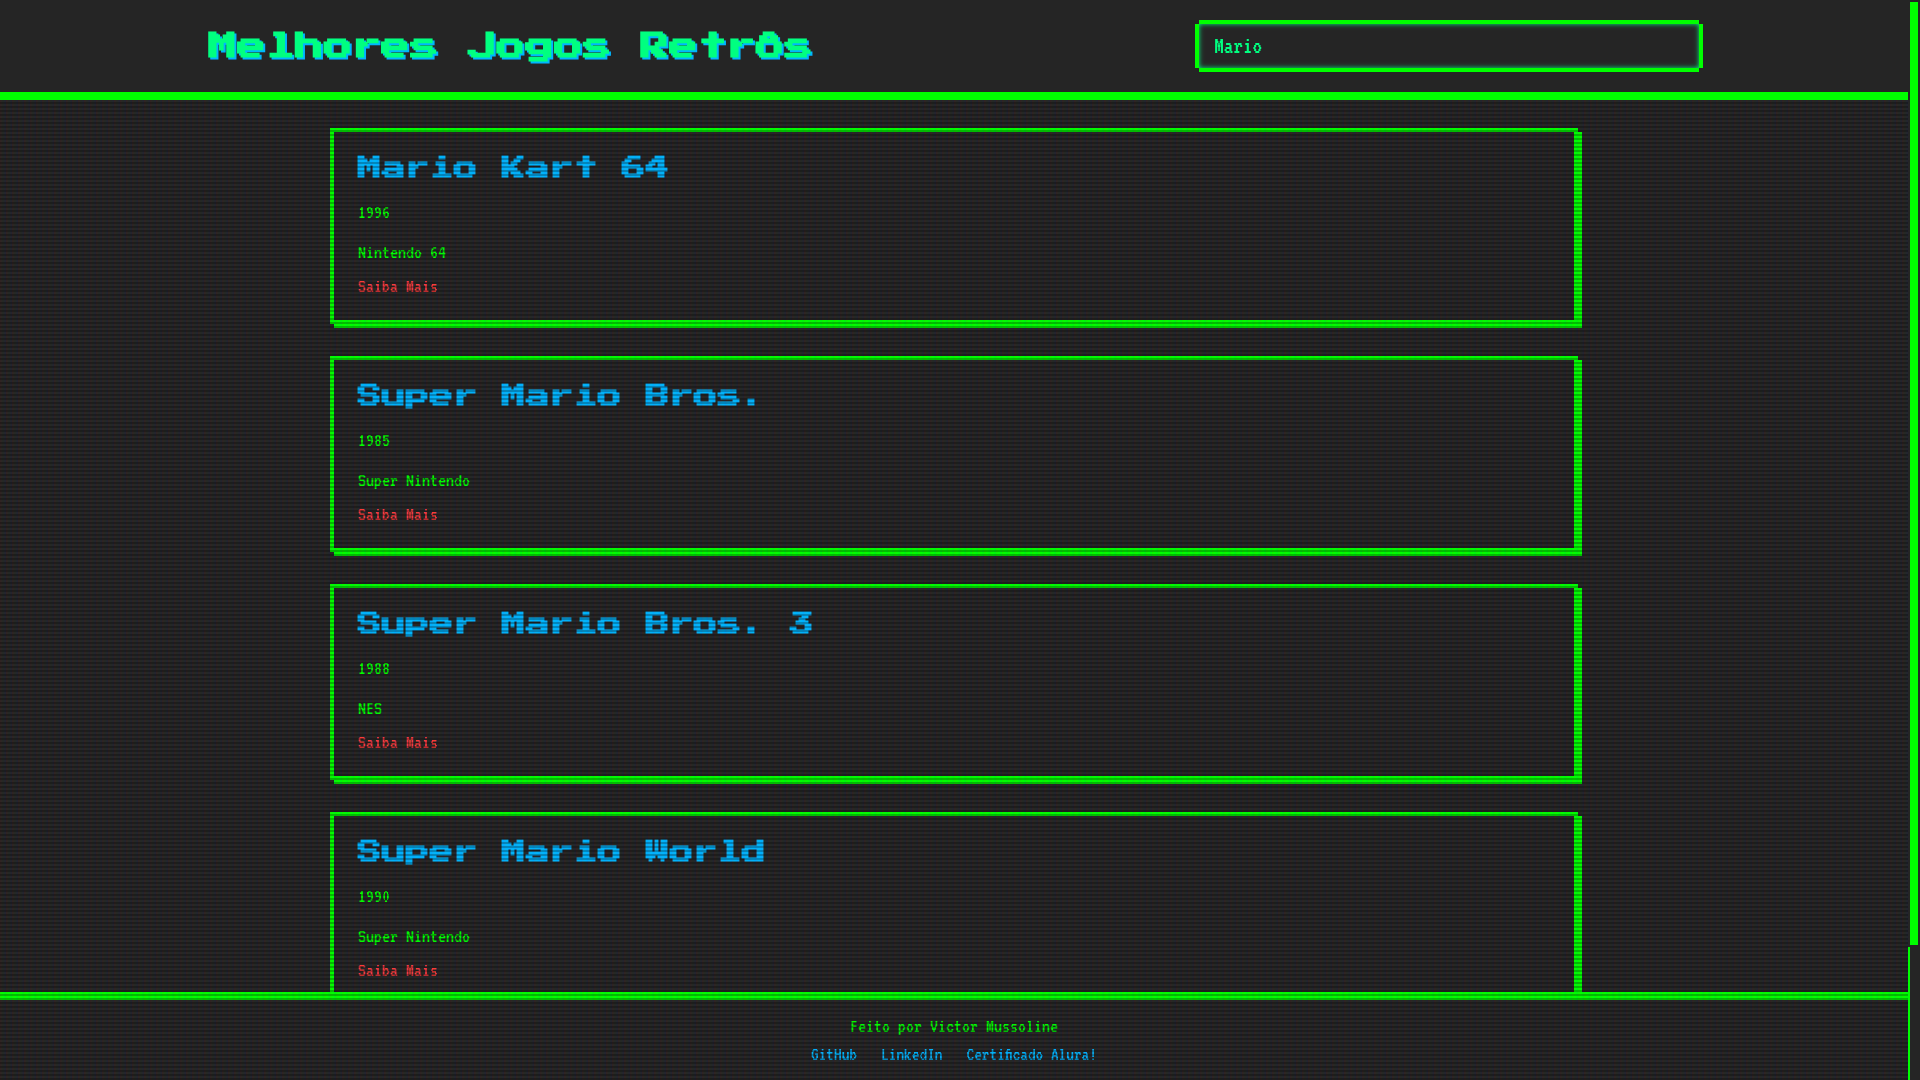 Melhores Jogos Retrôs
Mario
Mario Kart 64
1996
Nintendo 64
Saiba Mais
Super Mario Bros.
1985
Super Nintendo
Saiba Mais
Super Mario Bros. 3
1988
NES
Saiba Mais
Super Mario World
1990
Super Nintendo
Saiba Mais
Feito por Victor Mussoline
GitHub LinkedIn Certificado Alura!